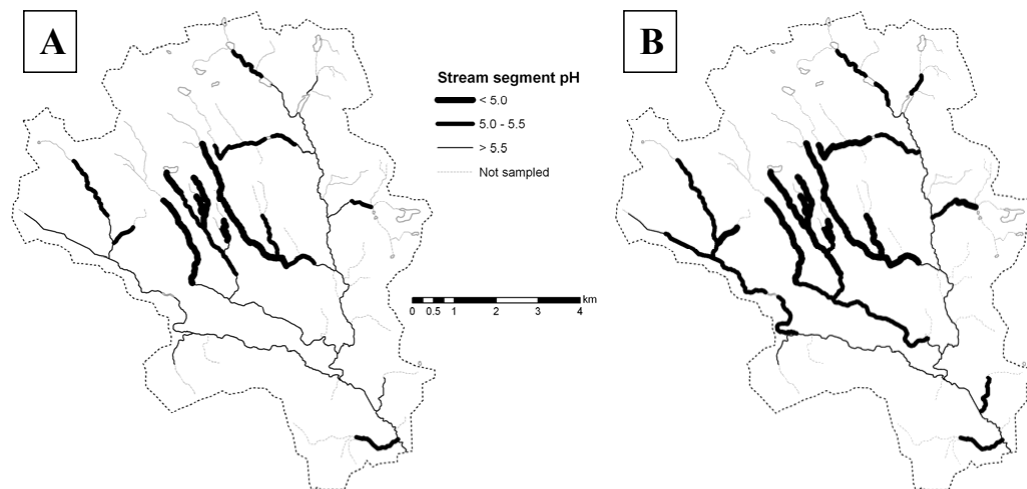 A
B
Stream segment pH
< 5.0
5.0 - 5.5
> 5.5
Not sampled
km
0 0.5 1 2 3 4